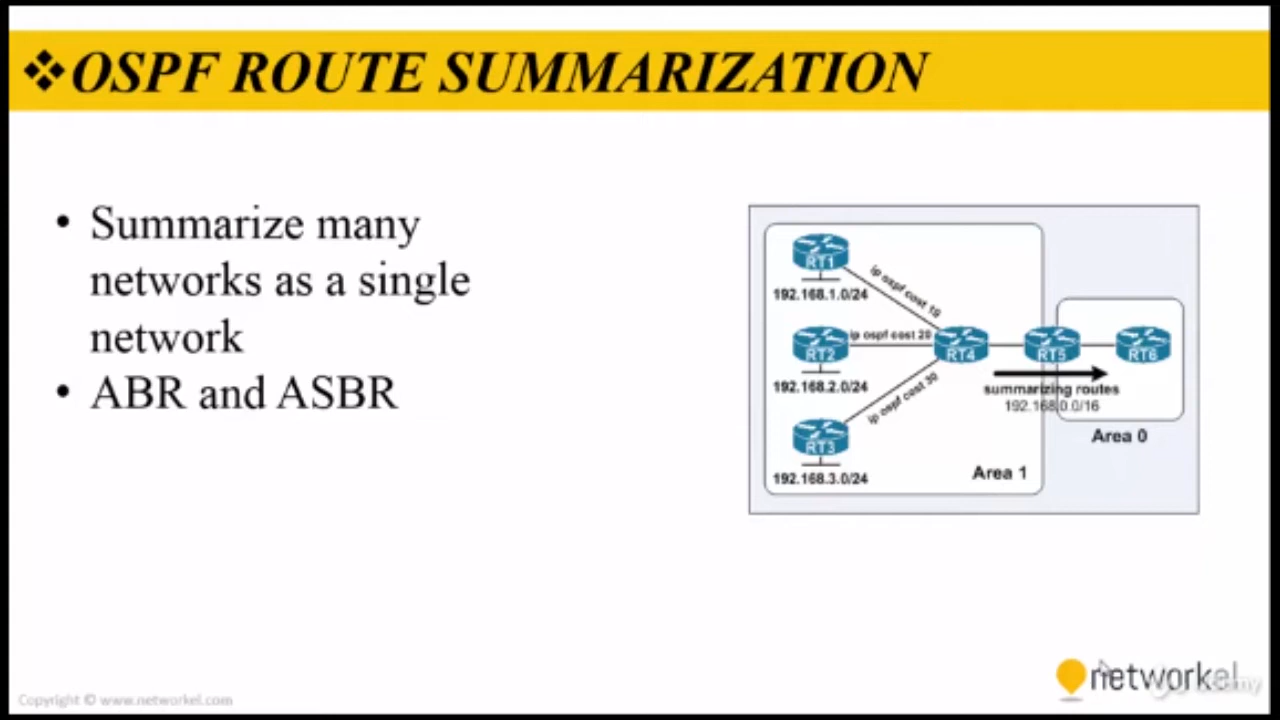 ❖OSPF ROUTE SUMMARIZATION
• Summarize many
networks as a single
network
• ABR and ASBR
RT1
192.168.1.0/24
ip ospf cost 10
RT2
192.168.2.0/24
ip ospf cost 20
RT3
192.168.3.0/24
ip ospf cost 30
RT4
RT5
RT6
summarizing routes
192.168.0.0/16
Area 0
Area 1
networkel
Copyright © www.networkel.com